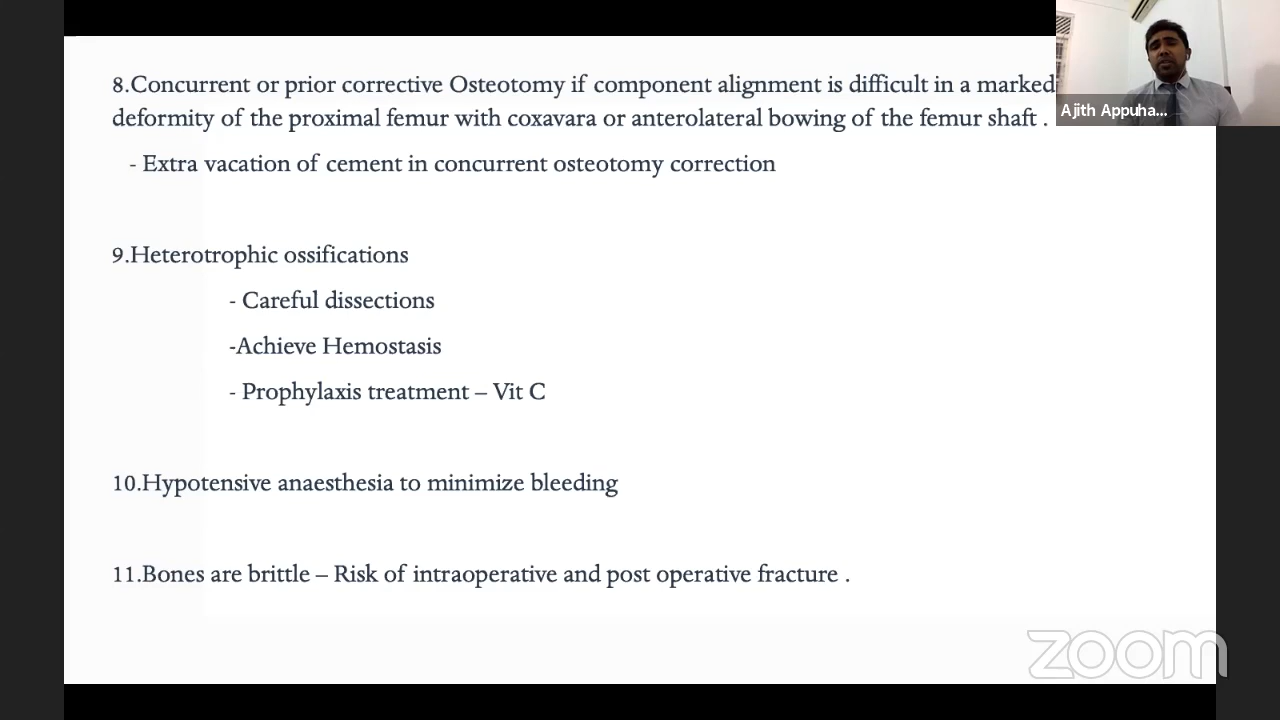 8.Concurrent or prior corrective Osteotomy if component alignment is difficult in a marked
deformity of the proximal femur with coxavara or anterolateral bowing of the femur shaft .
- Extra vacation of cement in concurrent osteotomy correction
9.Heterotrophic ossifications
- Careful dissections
-Achieve Hemostasis
- Prophylaxis treatment – Vit C
10.Hypotensive anaesthesia to minimize bleeding
11.Bones are brittle – Risk of intraoperative and post operative fracture .
Ajith Appuha...
zoom